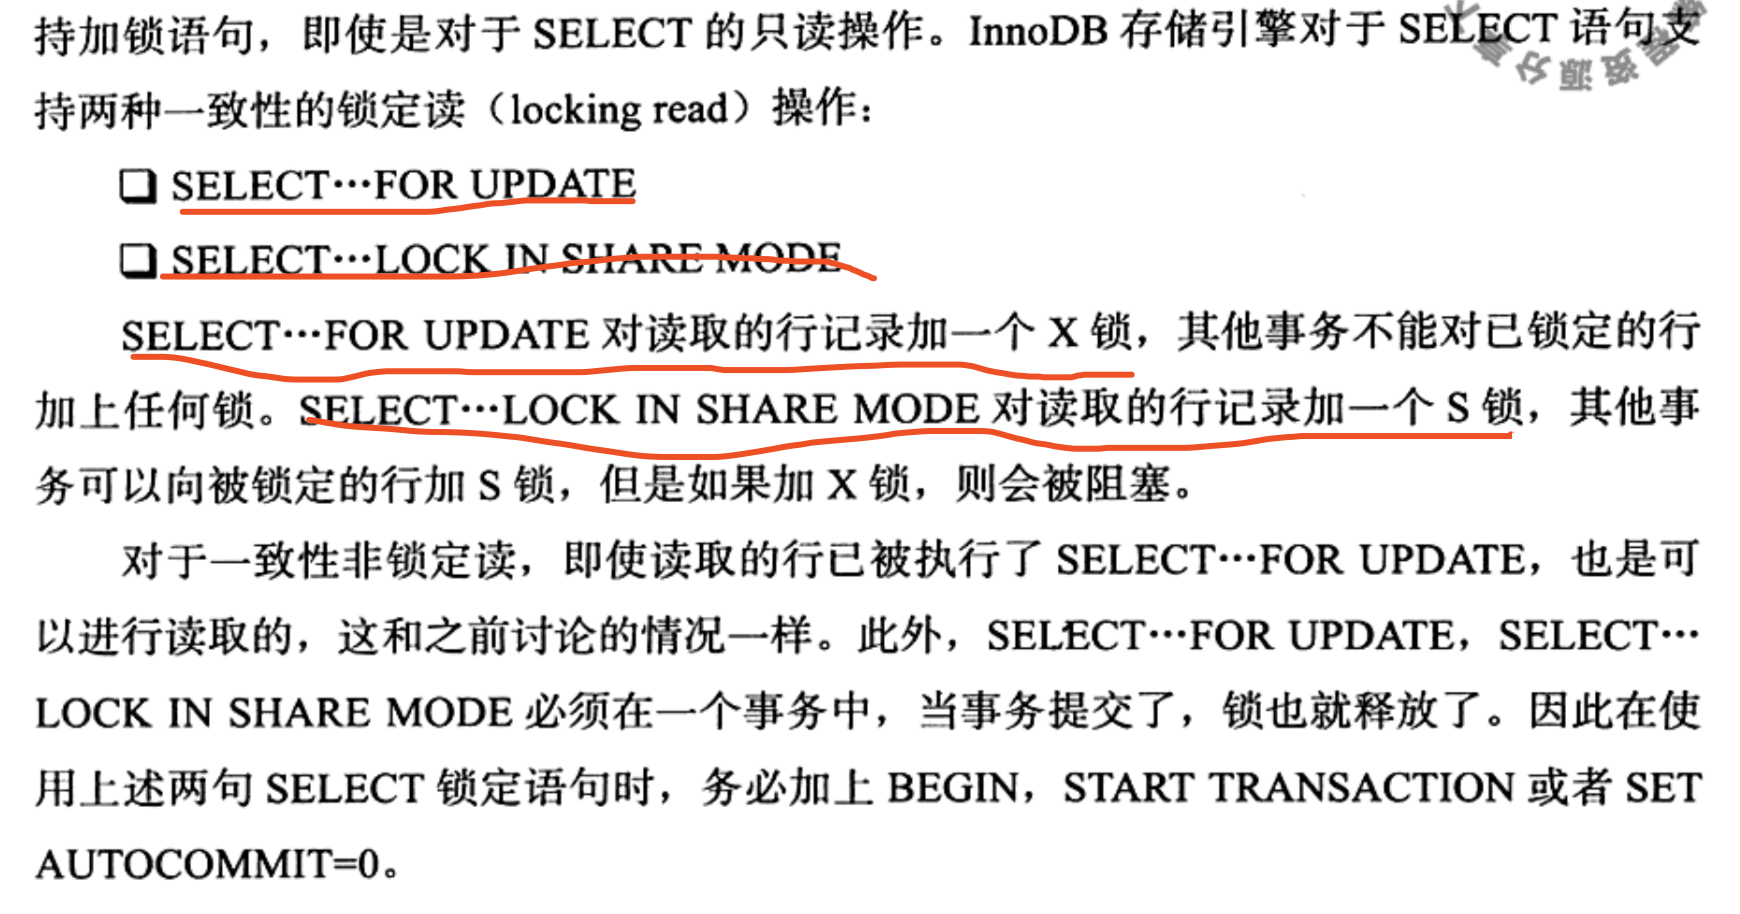 持加锁语句，即使是对于 SELECT 的只读操作。InnoDB 存储引擎对于 SELECT 语句支
持两种一致性的锁定读（locking read）操作：
❑ SELECT…FOR UPDATE
❑ SELECT…LOCK IN SHARE MODE
SELECT…FOR UPDATE 对读取的行记录加一个 X 锁，其他事务不能对已锁定的行
加上任何锁。SELECT…LOCK IN SHARE MODE 对读取的行记录加一个 S 锁，其他事
务可以向被锁定的行加 S 锁，但是如果加 X 锁，则会被阻塞。
对于一致性非锁定读，即使读取的行已被执行了 SELECT…FOR UPDATE，也是可
以进行读取的，这和之前讨论的情况一样。此外，SELECT…FOR UPDATE，SELECT…
LOCK IN SHARE MODE 必须在一个事务中，当事务提交了，锁也就释放了。因此在使
用上述两句 SELECT 锁定语句时，务必加上 BEGIN，START TRANSACTION 或者 SET
AUTOCOMMIT=0。
资源分享